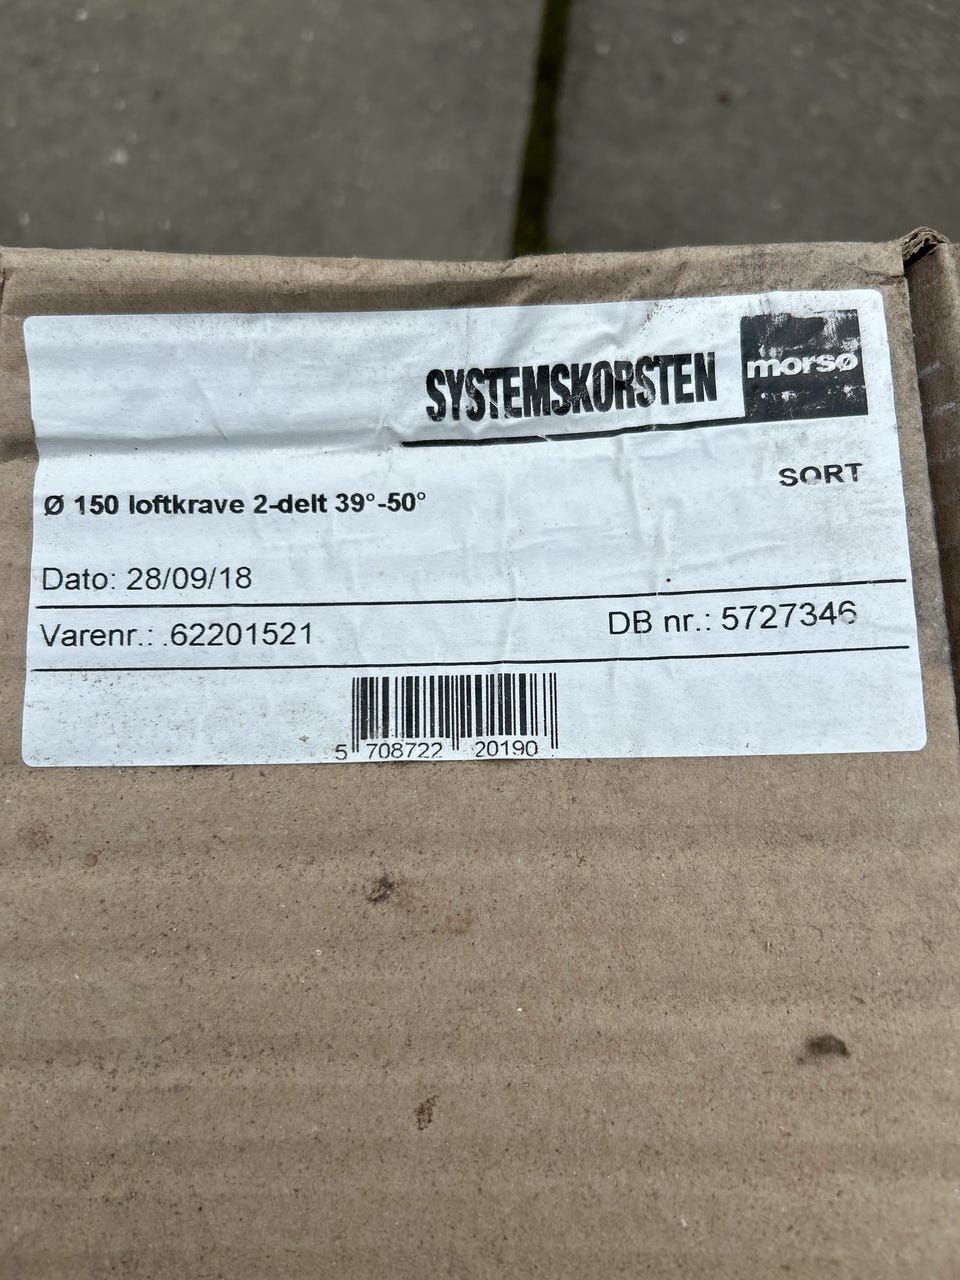 SYSTEMSKORSTEN
morsø
SORT
Ø 150 loftkrave 2-delt 39°-50°
Dato: 28/09/18
Varenr.: .62201521
DB nr.: 5727346
5 708722 20190